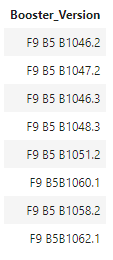 Booster_Version
F9 B5 B1046.2
F9 B5 B1047.2
F9 B5 B1046.3
F9 B5 B1048.3
F9 B5 B1051.2
F9 B5B1060.1
F9 B5 B1058.2
F9 B5B1062.1